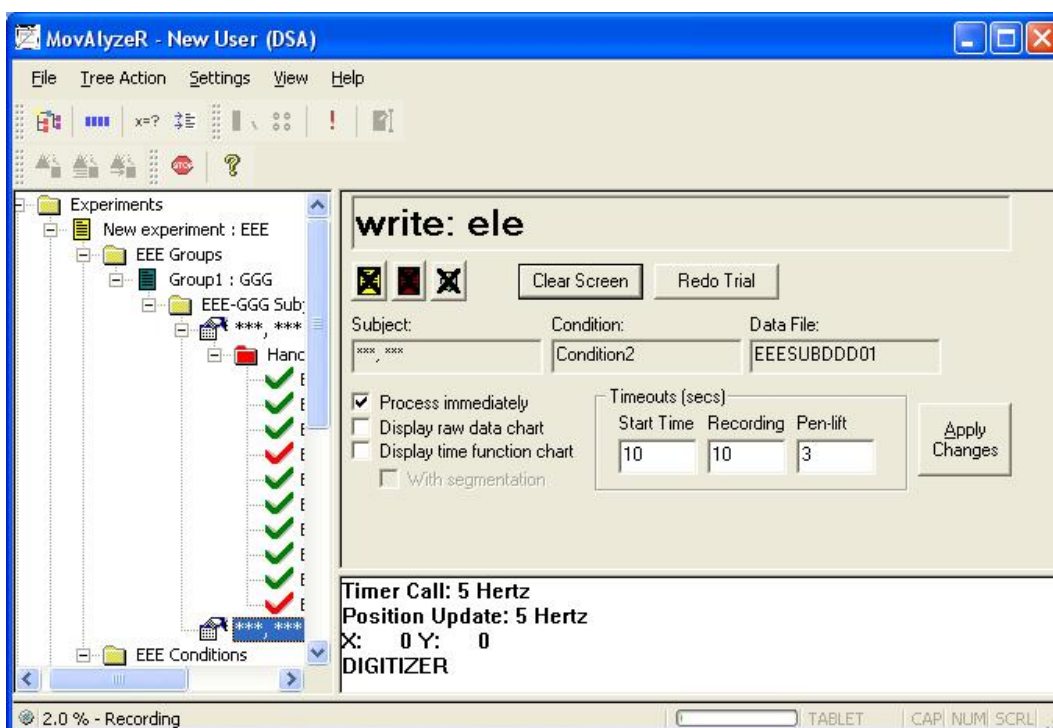 MovAlyzeR - New User (DSA)
File Tree Action Settings View Help
x=?
STOP
Experiments
New experiment : EEE
EEE Groups
Group1 : GGG
EEE-GGG Sub
***, ***
Hand
E
E
E
E
E
E
E
E
E
E
***, ***
EEE Conditions
write: ele
Clear Screen Redo Trial
Subject: Condition: Data File:
***, *** Condition2 EEESUBDDD01
Process immediately
Display raw data chart
Display time function chart
With segmentation
Timeouts (secs)
Start Time Recording Pen-lift
10 10 3
Apply
Changes
Timer Call: 5 Hertz
Position Update: 5 Hertz
X: 0 Y: 0
DIGITIZER
2.0 % - Recording TABLET CAP NUM SCRL